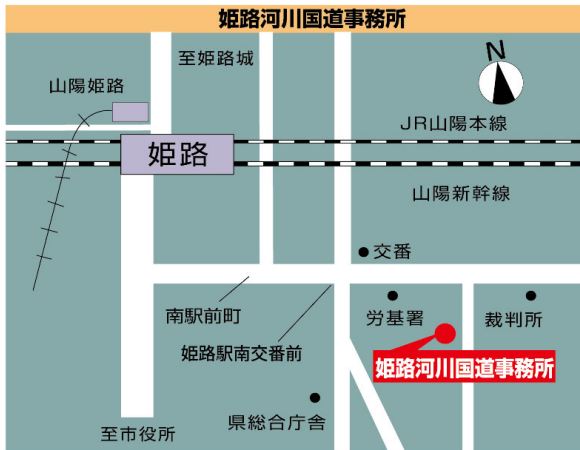 姫路河川国道事務所
至姫路城
N
山陽姫路
JR山陽本線
姫路
山陽新幹線
交番
南駅前町
労基署
裁判所
姫路駅南交番前
姫路河川国道事務所
県総合庁舎
至市役所